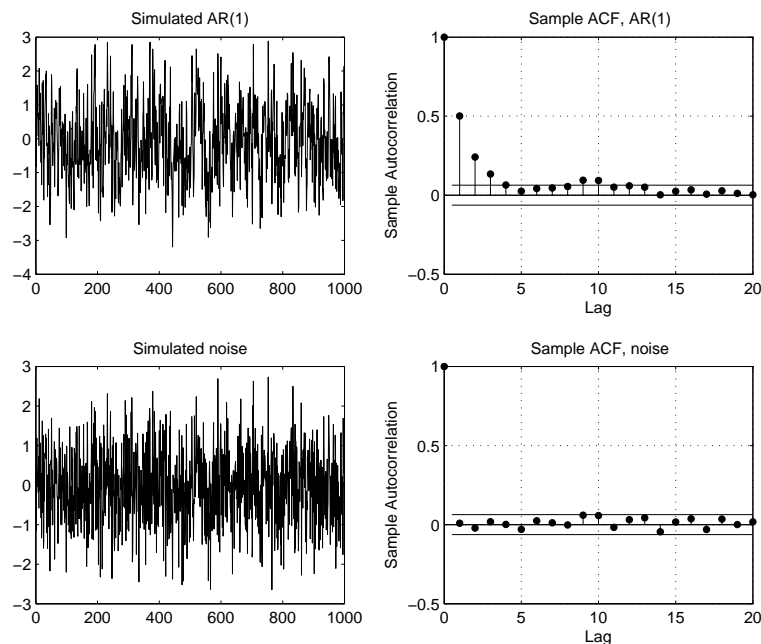 Simulated AR(1)
3
2
1
0
−1
−2
−3
−4
0 200 400 600 800 1000
Sample ACF, AR(1)
Sample Autocorrelation
1
0.5
0
−0.5
0 5 10 15 20
Lag
Simulated noise
3
2
1
0
−1
−2
−3
0 200 400 600 800 1000
Sample ACF, noise
Sample Autocorrelation
1
0.5
0
−0.5
0 5 10 15 20
Lag